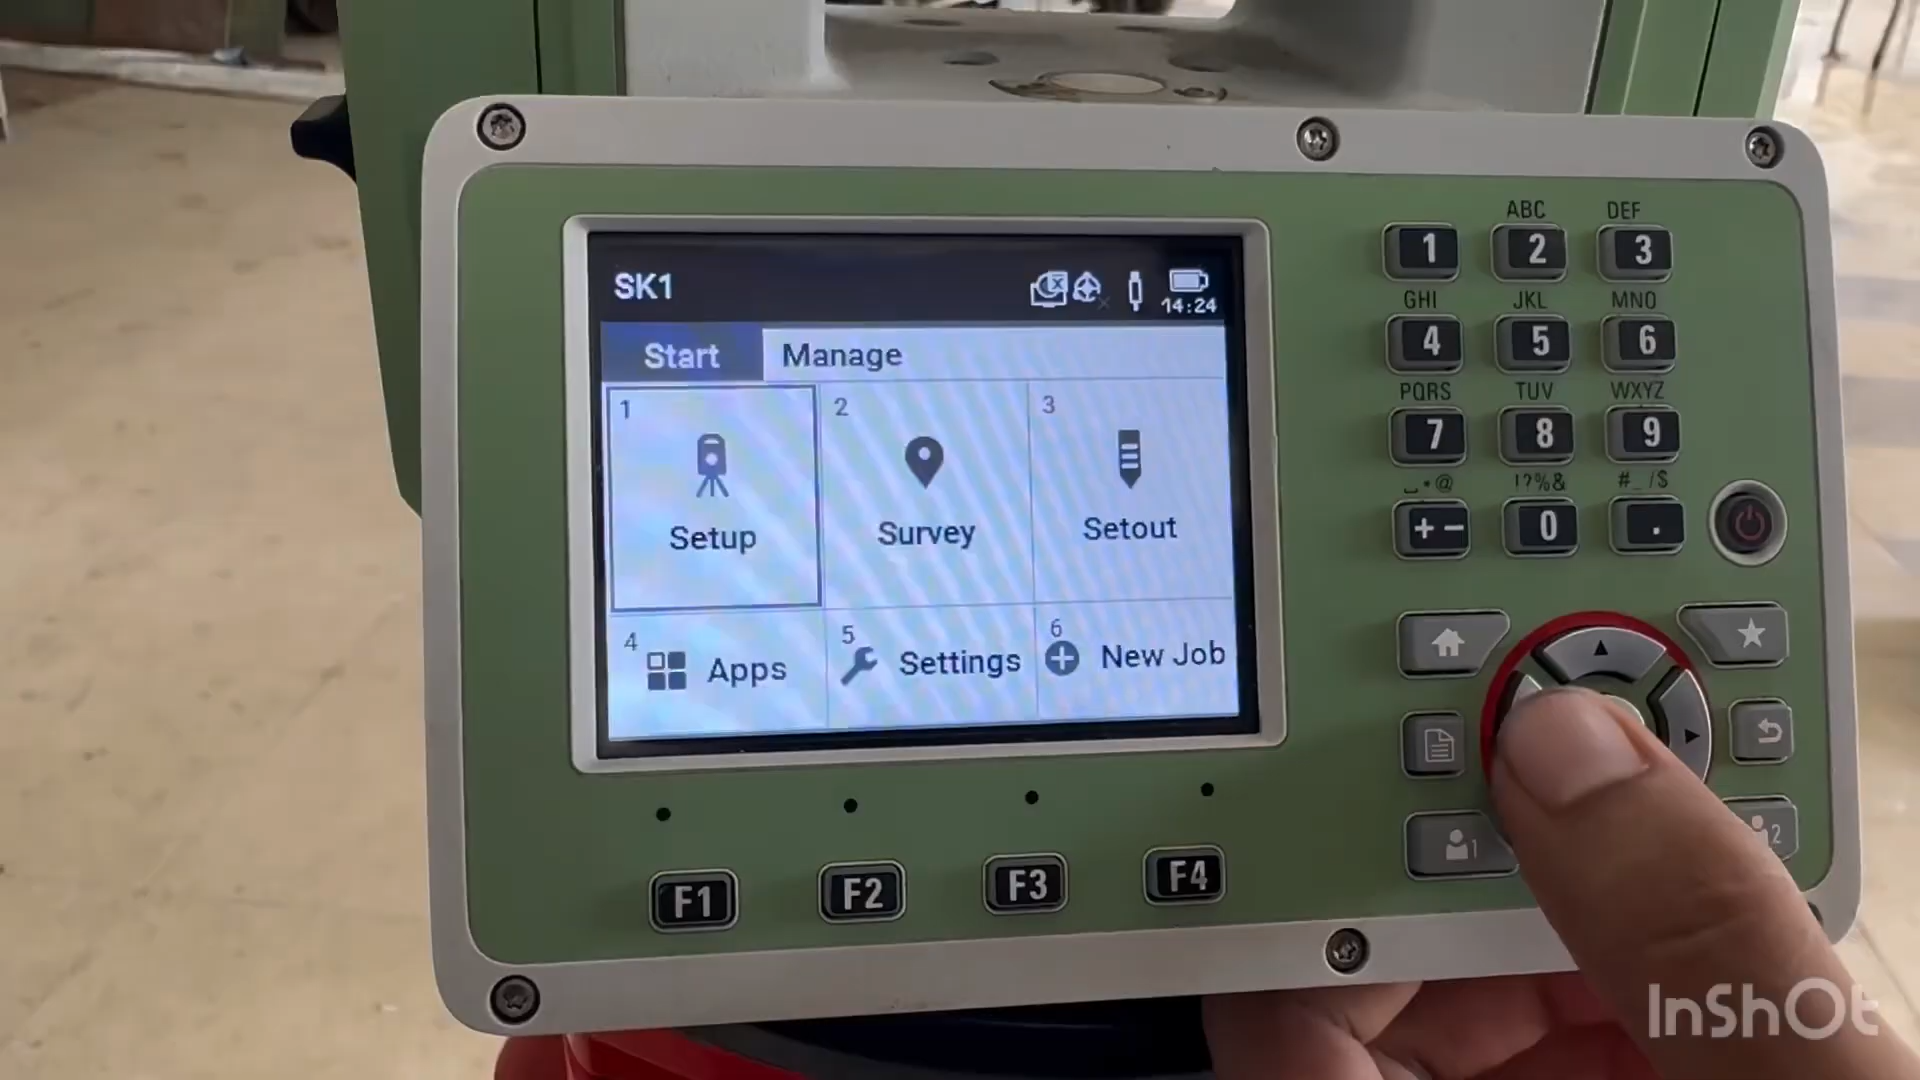 SK1
14:24
Start Manage
1 2 3
Setup Survey Setout
4 Apps 5 Settings 6 New Job
ABC DEF
1 2 3
GHI JKL MNO
4 5 6
PQRS TUV WXYZ
7 8 9
␣*@ !?%& #_/$
+- 0 .
1 2
F1 F2 F3 F4
InShOt